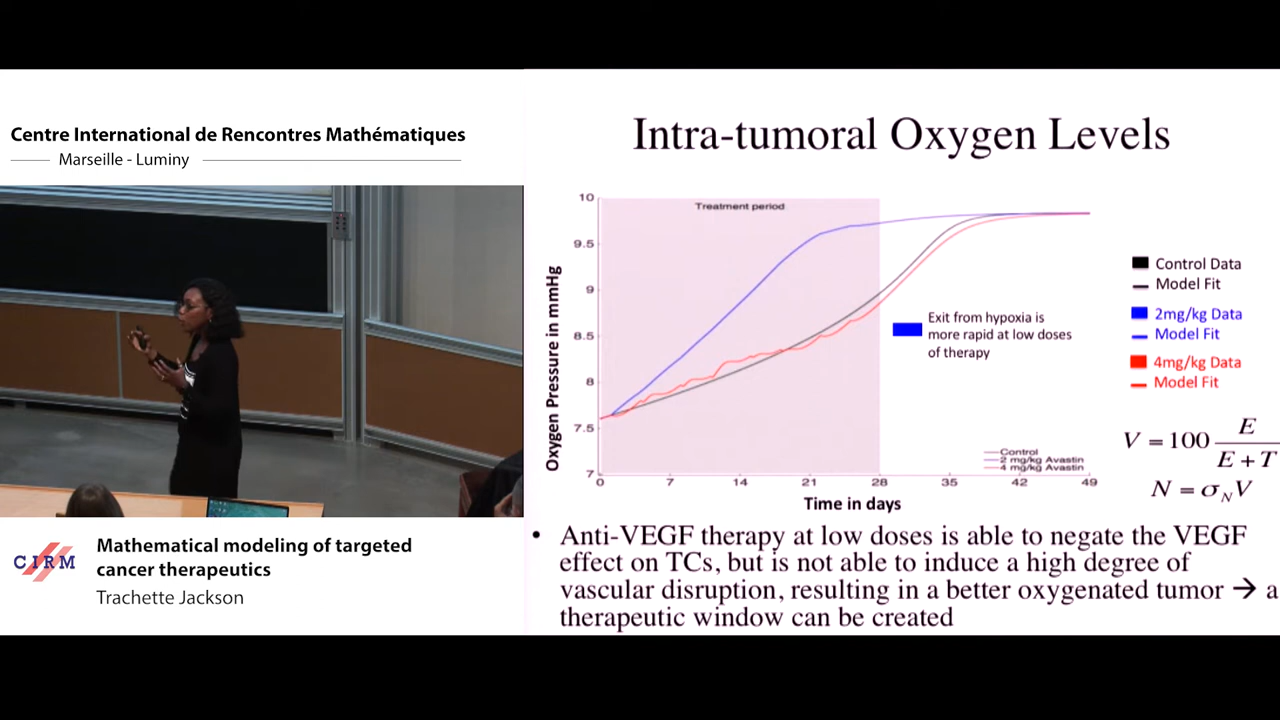 Centre International de Rencontres Mathématiques
Marseille - Luminy
CIRM
Mathematical modeling of targeted
cancer therapeutics
Trachette Jackson
Intra-tumoral Oxygen Levels
Oxygen Pressure in mmHg
10
9.5
9
8.5
8
7.5
7
Treatment period
0 7 14 21 28 35 42 49
Time in days
Control
2 mg/kg Avastin
4 mg/kg Avastin
Exit from hypoxia is
more rapid at low doses
of therapy
Control Data
Model Fit
2mg/kg Data
Model Fit
4mg/kg Data
Model Fit
V = 100 E / E + T
N = σ_N V
• Anti-VEGF therapy at low doses is able to negate the VEGF
effect on TCs, but is not able to induce a high degree of
vascular disruption, resulting in a better oxygenated tumor → a
therapeutic window can be created